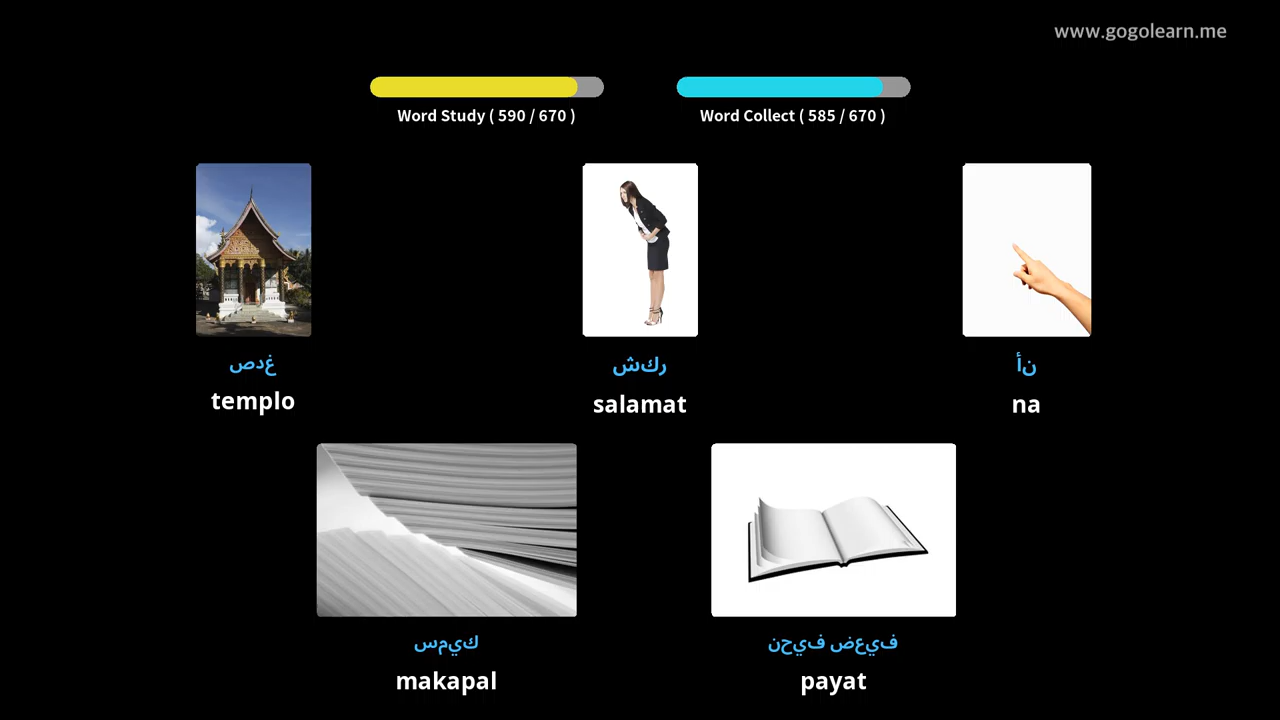 www.gogolearn.me
Word Study ( 590 / 670 )
Word Collect ( 585 / 670 )
غدص
templo
ركش
salamat
نأ
na
كيمس
makapal
فيعض فيحن
payat